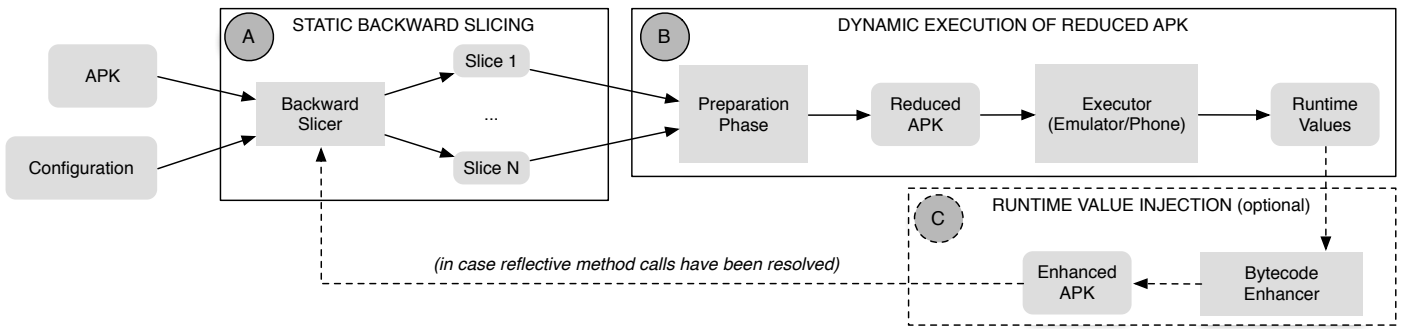 A
STATIC BACKWARD SLICING
APK
Configuration
Backward
Slicer
Slice 1
...
Slice N
B
DYNAMIC EXECUTION OF REDUCED APK
Preparation
Phase
Reduced
APK
Executor
(Emulator/Phone)
Runtime
Values
C
RUNTIME VALUE INJECTION (optional)
(in case reflective method calls have been resolved)
Enhanced
APK
Bytecode
Enhancer